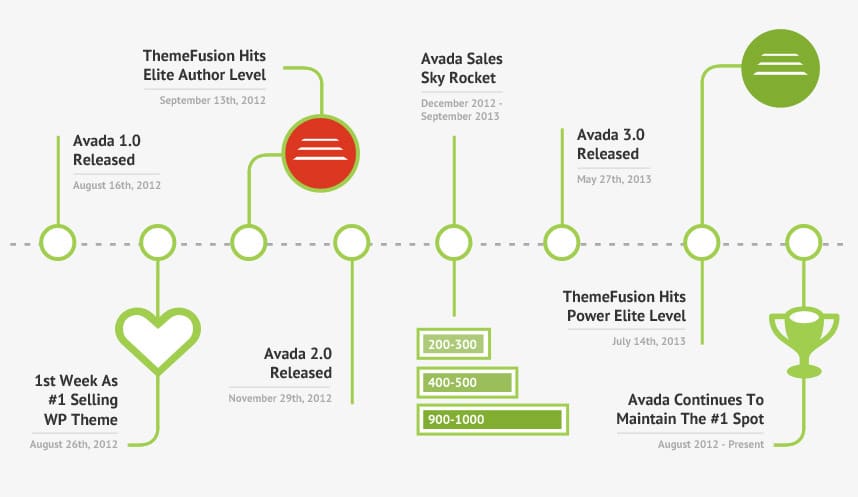 Avada 1.0
Released
August 16th, 2012
1st Week As
#1 Selling
WP Theme
August 26th, 2012
ThemeFusion Hits
Elite Author Level
September 13th, 2012
Avada 2.0
Released
November 29th, 2012
Avada Sales
Sky Rocket
December 2012 -
September 2013
200-300
400-500
900-1000
Avada 3.0
Released
May 27th, 2013
ThemeFusion Hits
Power Elite Level
July 14th, 2013
Avada Continues To
Maintain The #1 Spot
August 2012 - Present